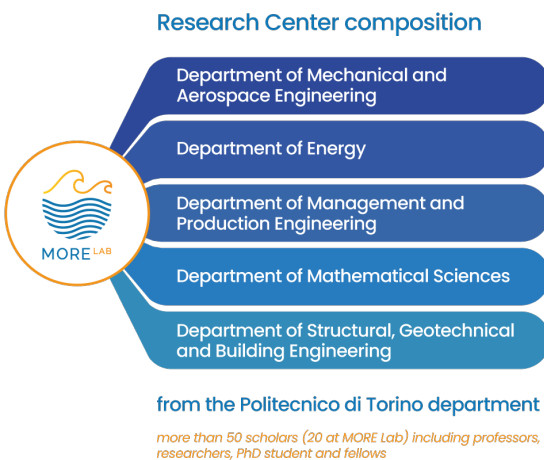 Research Center composition
Department of Mechanical and
Aerospace Engineering
Department of Energy
Department of Management and
Production Engineering
MORE LAB
Department of Mathematical Sciences
Department of Structural, Geotechnical
and Building Engineering
from the Politecnico di Torino department
more than 50 scholars (20 at MORE Lab) including professors,
researchers, PhD student and fellows